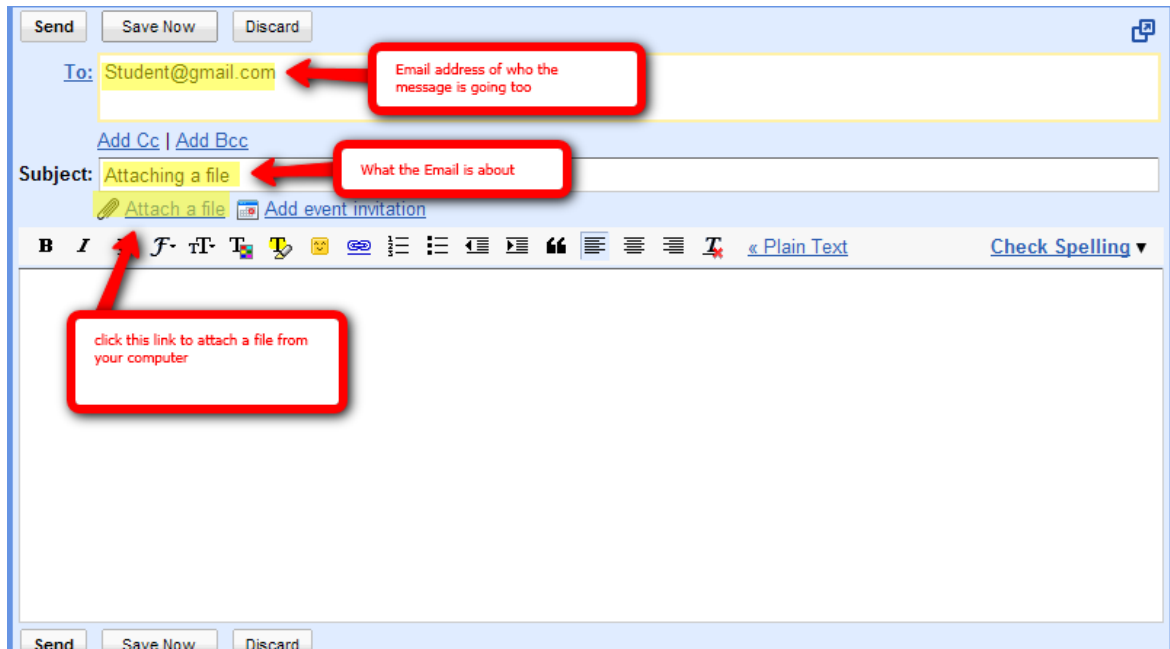 Send Save Now Discard
To: Student@gmail.com
Email address of who the
message is going too
Add Cc | Add Bcc
Subject: Attaching a file
What the Email is about
Attach a file Add event invitation
B I F TT T T « Plain Text Check Spelling ▼
click this link to attach a file from
your computer
Send Save Now Discard